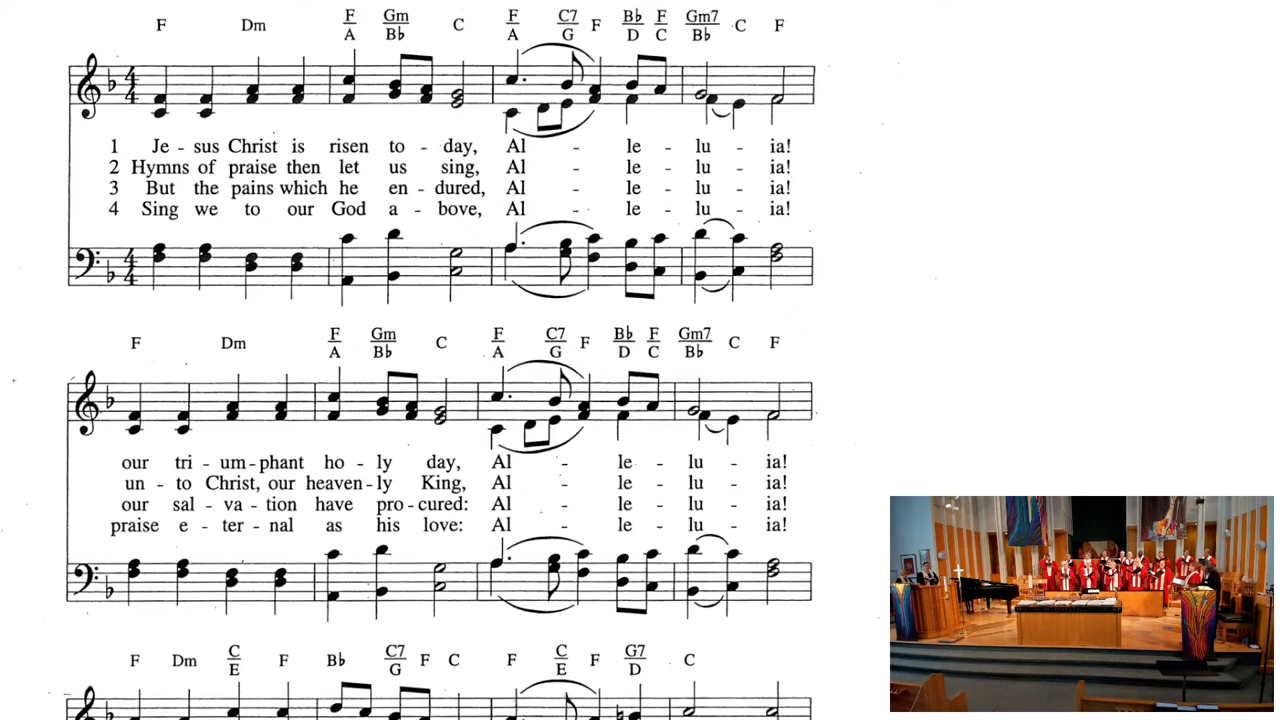 F Dm F/A Gm/B♭ C F/A C7/G F B♭/D F/C Gm7/B♭ C F
4 4
1 Je - sus Christ is risen to - day, Al - le - lu - ia!
2 Hymns of praise then let us sing, Al - le - lu - ia!
3 But the pains which he en - dured, Al - le - lu - ia!
4 Sing we to our God a - bove, Al - le - lu - ia!
4 4
F Dm F/A Gm/B♭ C F/A C7/G F B♭/D F/C Gm7/B♭ C F
our tri - um - phant ho - ly day, Al - le - lu - ia!
un - to Christ, our heaven - ly King, Al - le - lu - ia!
our sal - va - tion have pro - cured: Al - le - lu - ia!
praise e - ter - nal as his love: Al - le - lu - ia!
F Dm C/E F B♭ C7/G F C F C/E F G7/D C